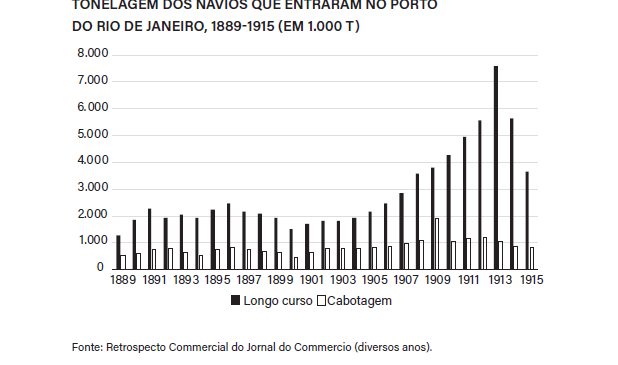 TONELAGEM DOS NAVIOS QUE ENTRARAM NO PORTO
DO RIO DE JANEIRO, 1889-1915 (EM 1.000 T)
8.000
7.000
6.000
5.000
4.000
3.000
2.000
1.000
0
1889 1891 1893 1895 1897 1899 1901 1903 1905 1907 1909 1911 1913 1915
Longo curso Cabotagem
Fonte: Retrospecto Commercial do Jornal do Commercio (diversos anos).